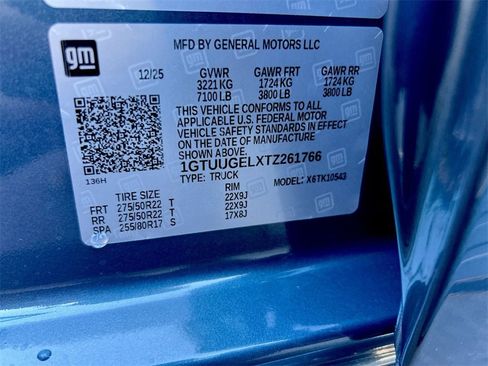 gm
MFD BY GENERAL MOTORS LLC
12/25 GVWR GAWR FRT GAWR RR
3221 KG 1724 KG 1724 KG
7100 LB 3800 LB 3800 LB
THIS VEHICLE CONFORMS TO ALL
APPLICABLE U.S. FEDERAL MOTOR
VEHICLE SAFETY STANDARDS IN EFFECT
ON THE DATE OF MANUFACTURE
1GTUUGELXTZ261766
TYPE: TRUCK MODEL: X6TK10543
136H
TIRE SIZE RIM
FRT 275/50R22 T 22X9J
RR 275/50R22 T 22X9J
SPA 255/80R17 S 17X8J